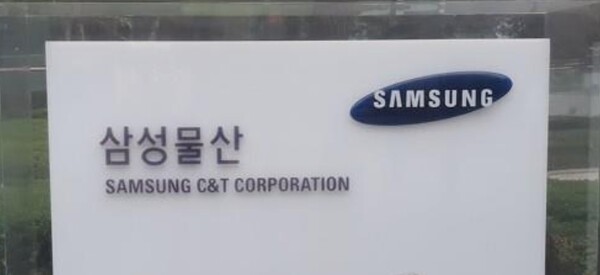 SAMSUNG
삼성물산
SAMSUNG C&T CORPORATION